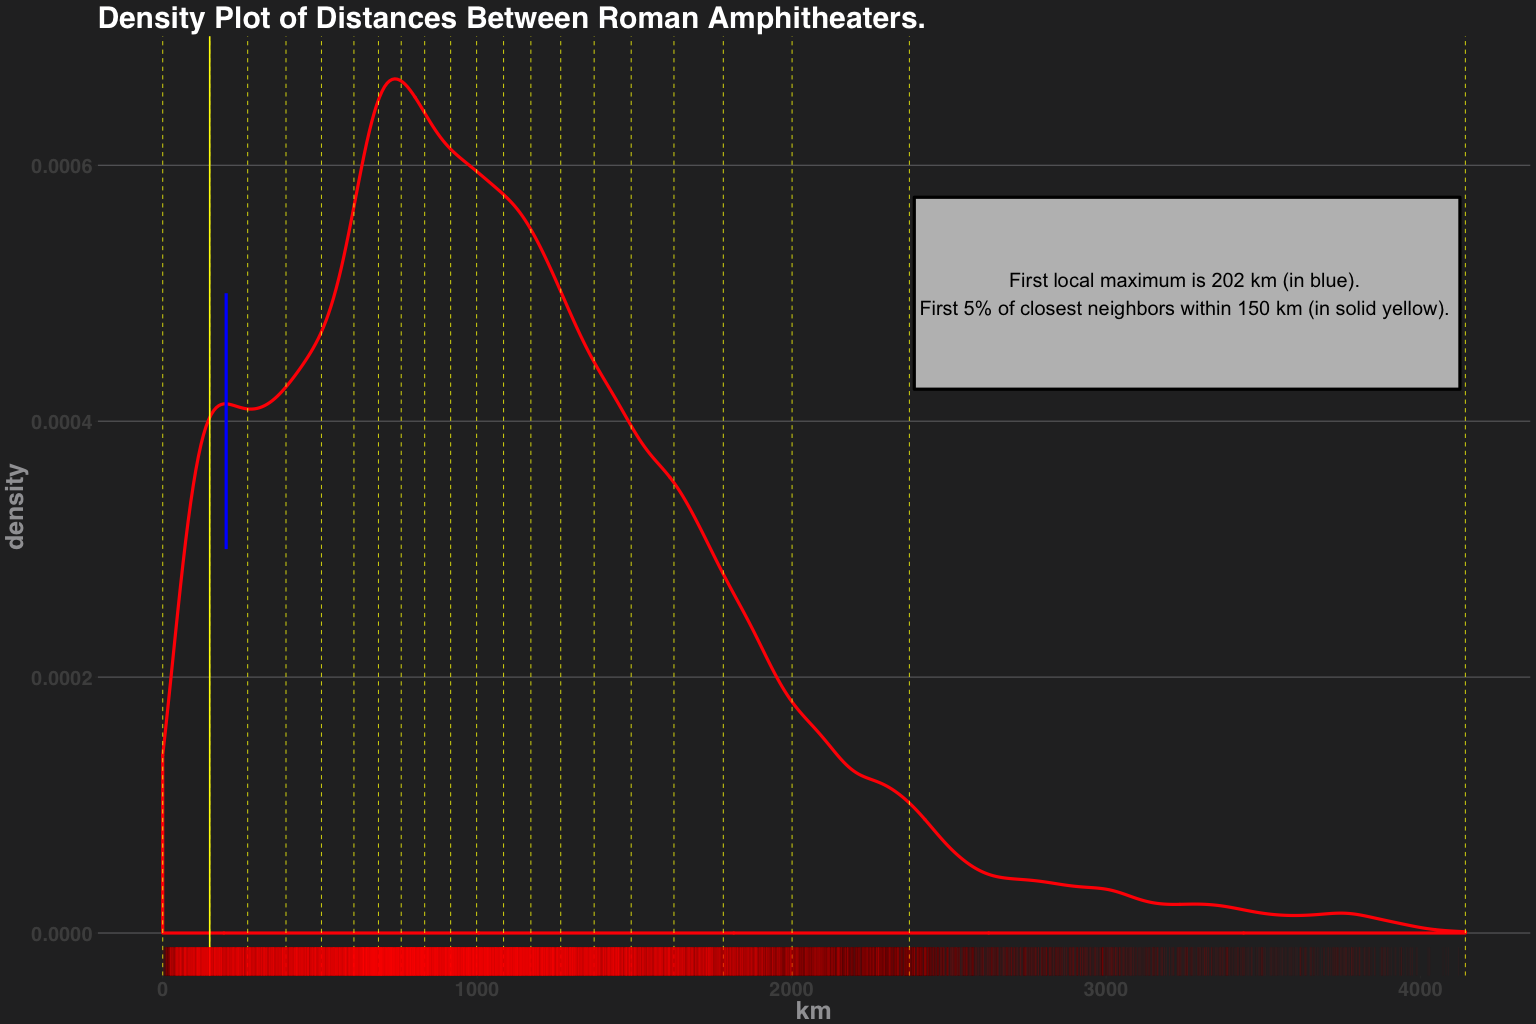 Density Plot of Distances Between Roman Amphitheaters.
0.0006
0.0004
0.0002
0.0000
density
First local maximum is 202 km (in blue).
First 5% of closest neighbors within 150 km (in solid yellow).
0 1000 2000 3000 4000
km